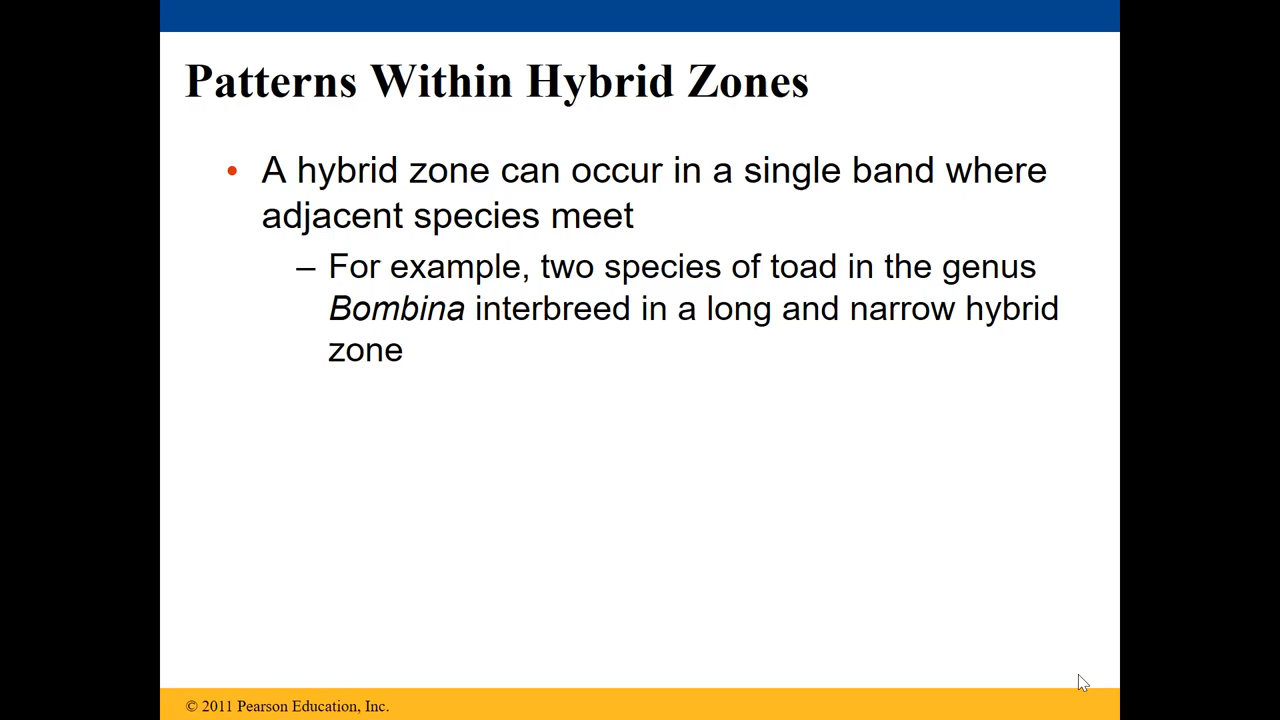 Patterns Within Hybrid Zones
• A hybrid zone can occur in a single band where
adjacent species meet
– For example, two species of toad in the genus
Bombina interbreed in a long and narrow hybrid
zone
© 2011 Pearson Education, Inc.